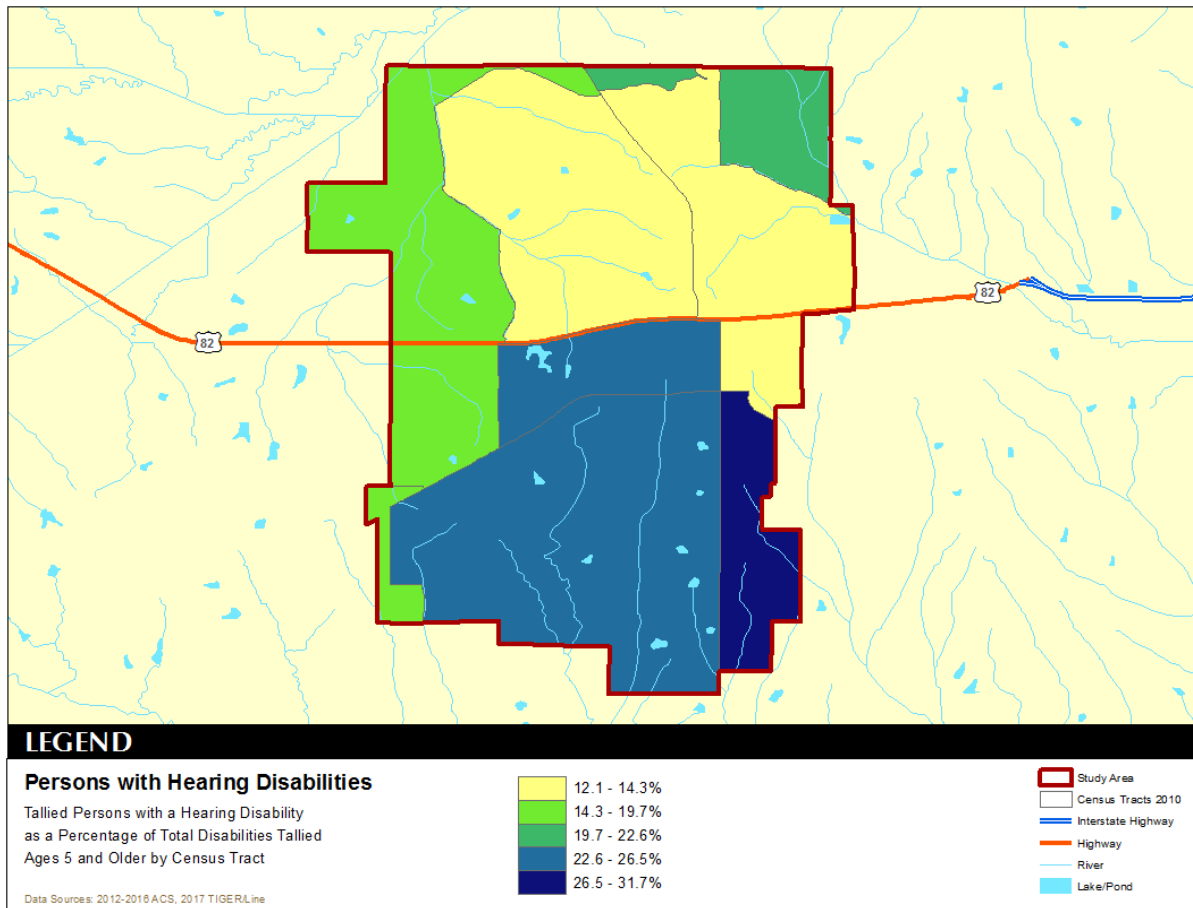 82
82
LEGEND
Persons with Hearing Disabilities
Tallied Persons with a Hearing Disability
as a Percentage of Total Disabilities Tallied
Ages 5 and Older by Census Tract
Data Sources: 2012-2016 ACS, 2017 TIGER/Line
12.1 - 14.3%
14.3 - 19.7%
19.7 - 22.6%
22.6 - 26.5%
26.5 - 31.7%
Study Area
Census Tracts 2010
Interstate Highway
Highway
River
Lake/Pond